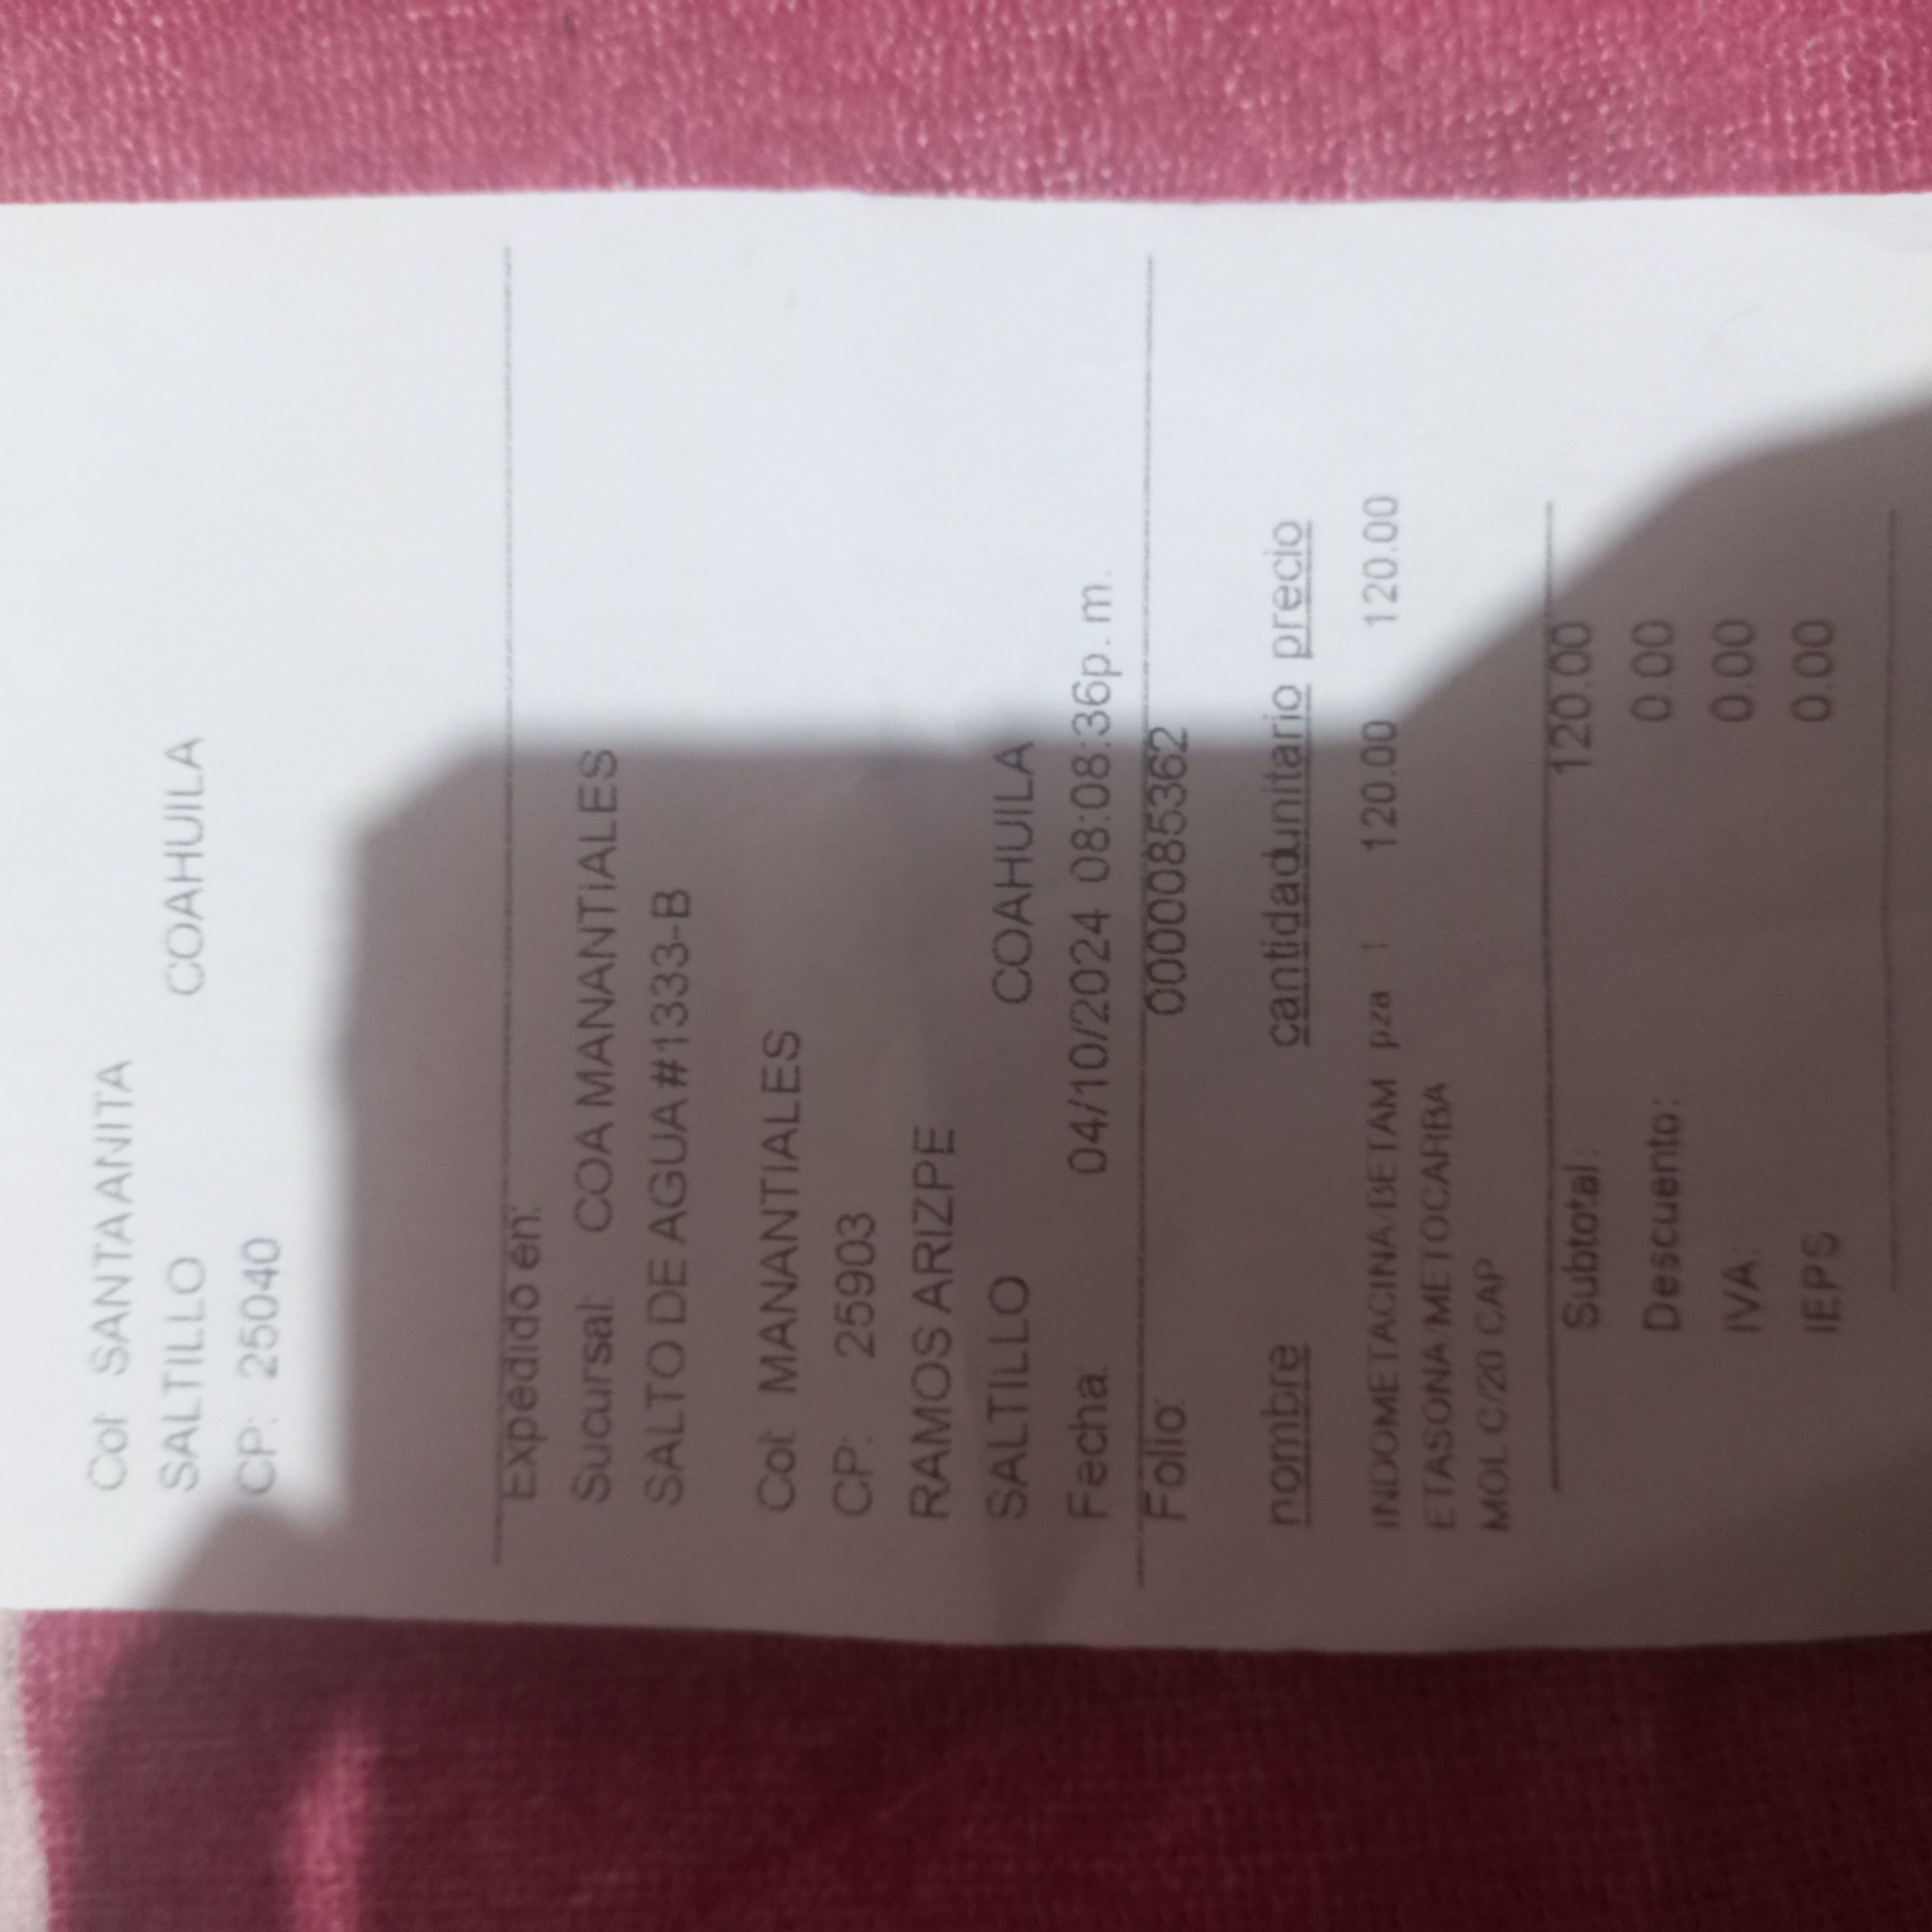 Col: SANTA ANITA
SALTILLO COAHUILA
CP: 25040
Expedido en:
Sucursal: COA MANANTIALES
SALTO DE AGUA #1333-B
Col: MANANTIALES
CP: 25903
RAMOS ARIZPE
SALTILLO COAHUILA
Fecha: 04/10/2024 08:08:36p. m.
Folio: 0000085362
nombre cantidad unitario precio
INDOMETACINA/BETAM pza 1 120.00 120.00
ETASONA/METOCARBA
MOL C/20 CAP
Subtotal: 120.00
Descuento: 0.00
IVA: 0.00
IEPS: 0.00